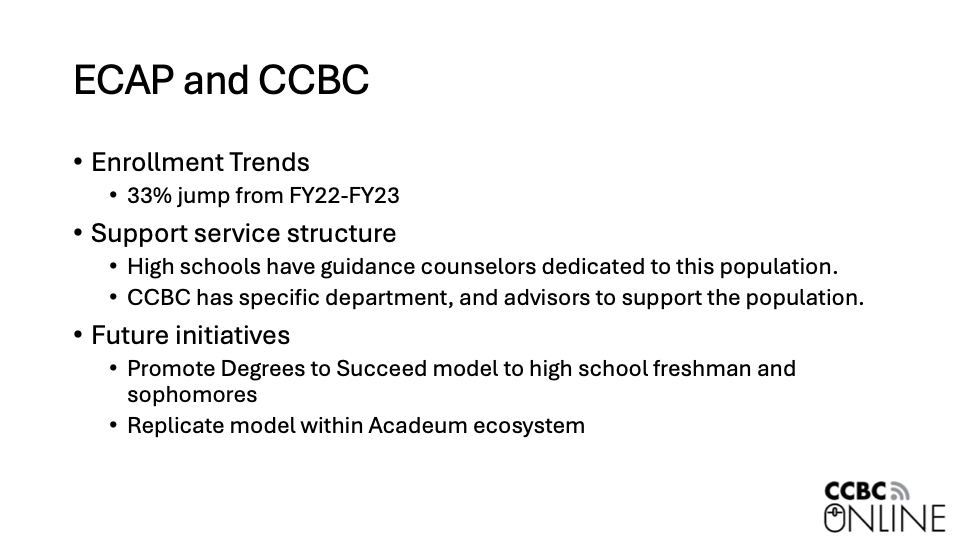 ECAP and CCBC
• Enrollment Trends
• 33% jump from FY22-FY23
• Support service structure
• High schools have guidance counselors dedicated to this population.
• CCBC has specific department, and advisors to support the population.
• Future initiatives
• Promote Degrees to Succeed model to high school freshman and
sophomores
• Replicate model within Acadeum ecosystem
CCBC
ONLINE